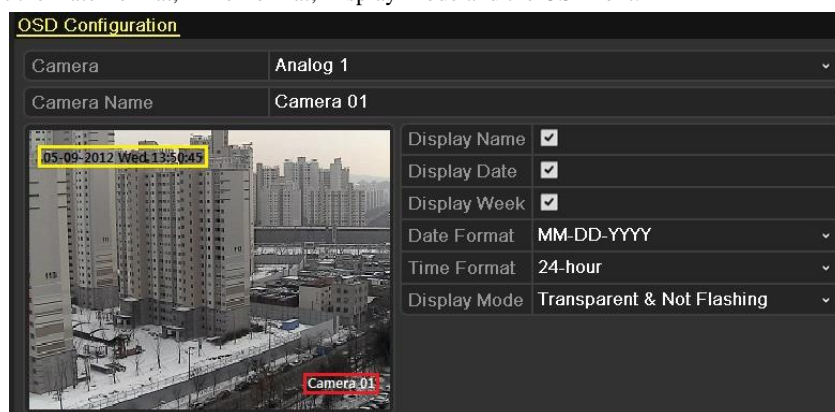 OSD Configuration
Camera Analog 1
Camera Name Camera 01
05-09-2012 Wed 13:50:45
Display Name
Display Date
Display Week
Date Format MM-DD-YYYY
Time Format 24-hour
Display Mode Transparent & Not Flashing
Camera 01